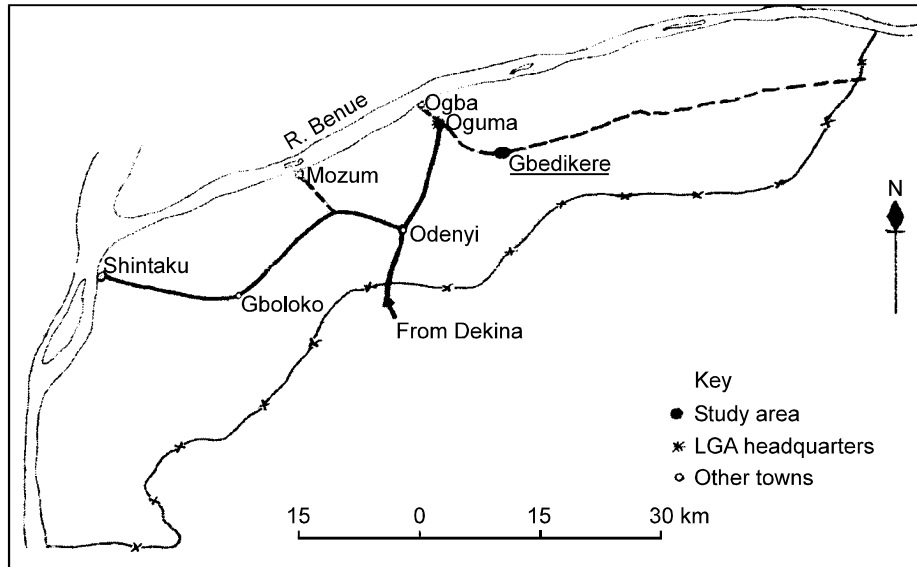 Ogba
Oguma
R. Benue
Gbedikere
Mozum
N
Odenyi
Shintaku
Gboloko
From Dekina
Key
Study area
LGA headquarters
Other towns
15 0 15 30 km